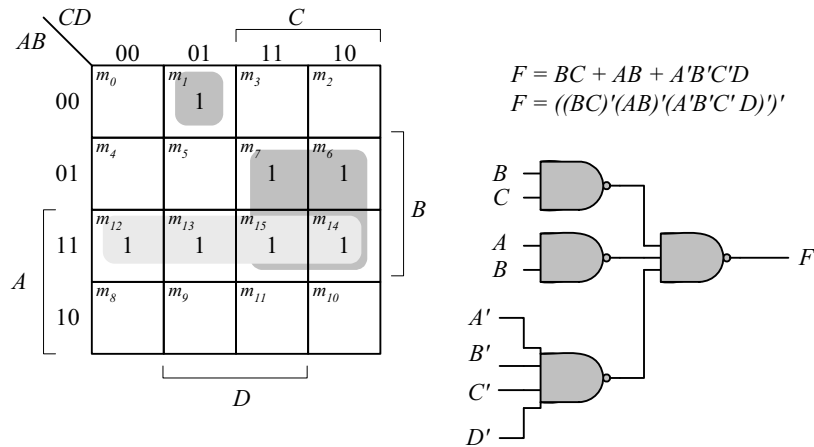 CD
C
AB
00 01 11 10
F = BC + AB + A'B'C'D
F = ((BC)'(AB)'(A'B'C' D)')'
00 m0 m1 1 m3 m2
01 m4 m5 m7 1 m6 1
B
11 m12 1 m13 1 m15 1 m14 1
A
10 m8 m9 m11 m10
D
B
C
A
B
F
A'
B'
C'
D'